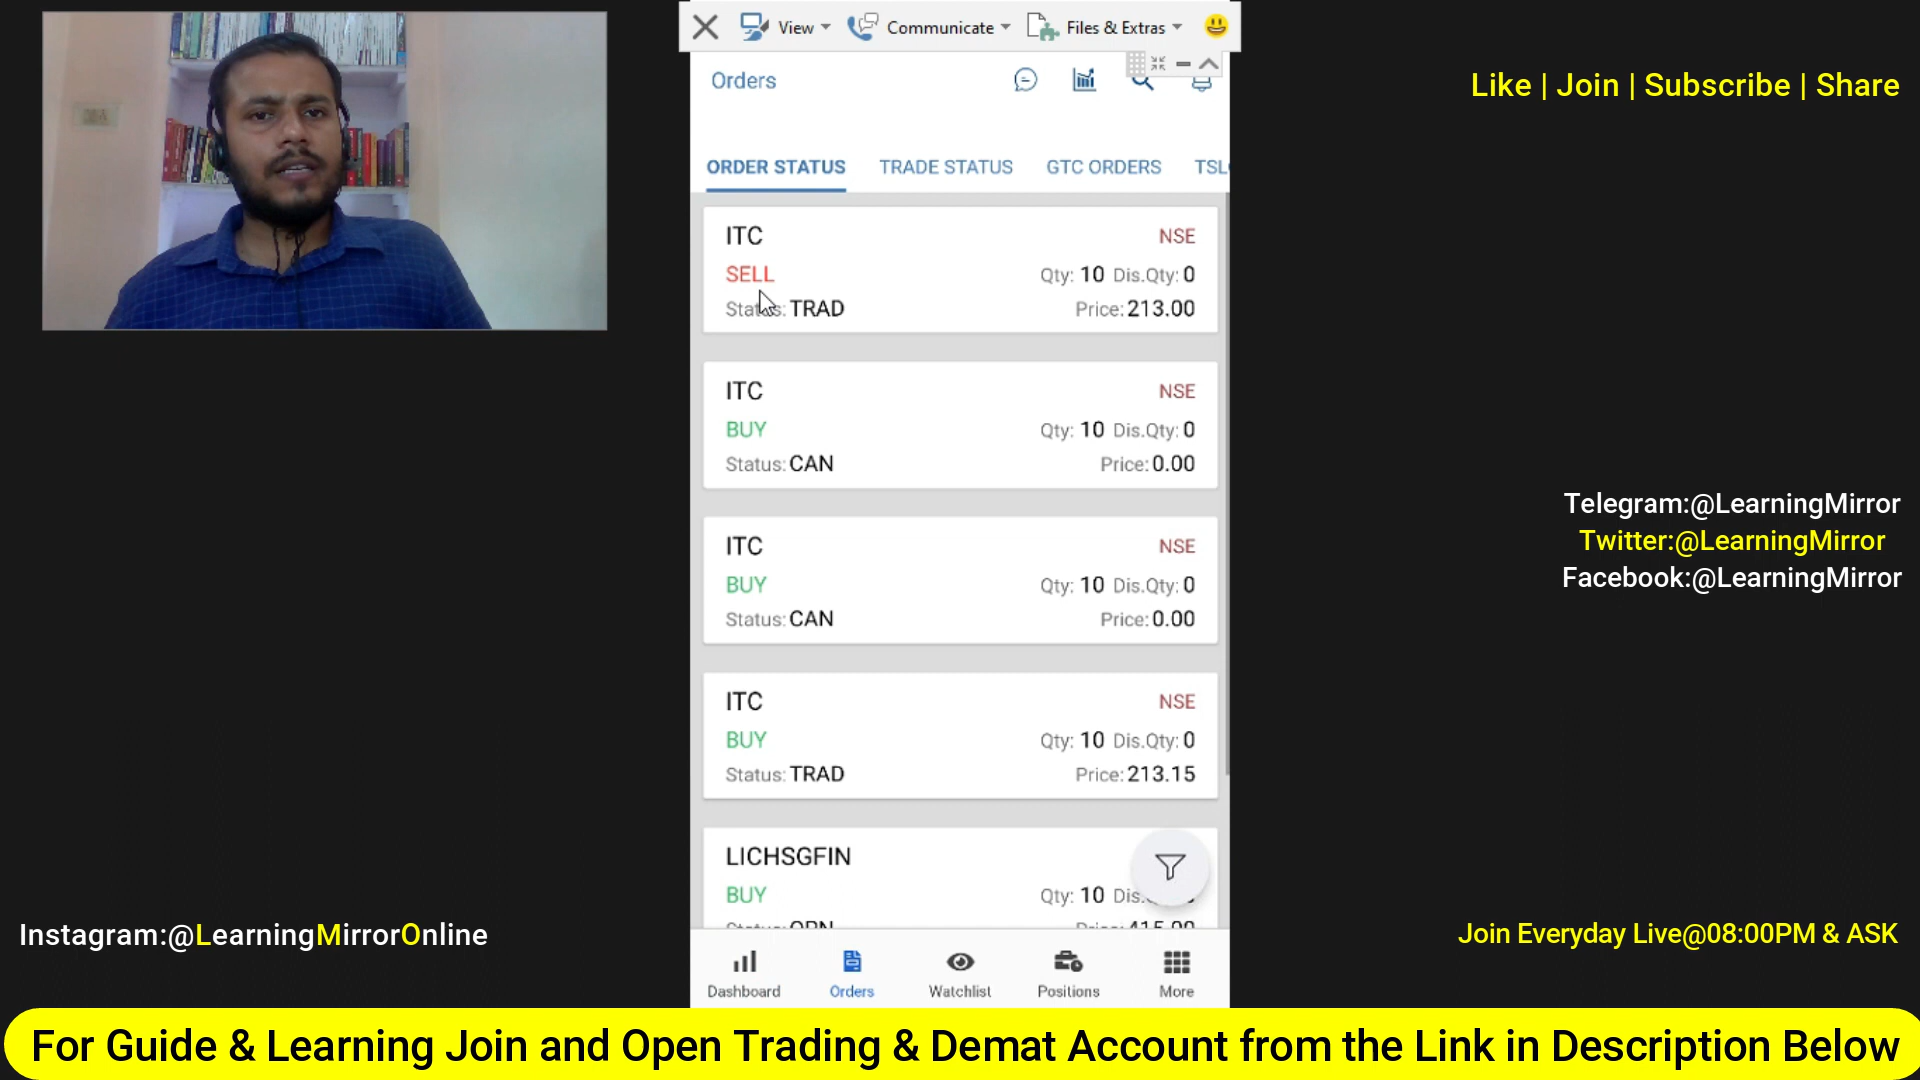 View Communicate Files & Extras
Orders
Like | Join | Subscribe | Share
ORDER STATUS TRADE STATUS GTC ORDERS
ITC NSE
SELL Qty: 10 Dis.Qty: 0
Status: TRAD Price: 213.00
ITC NSE
BUY Qty: 10 Dis.Qty: 0
Status: CAN Price: 0.00
ITC NSE
BUY Qty: 10 Dis.Qty: 0
Status: CAN Price: 0.00
ITC NSE
BUY Qty: 10 Dis.Qty: 0
Status: TRAD Price: 213.15
LICHSGFIN
BUY Qty: 10 Dis.
Telegram:@LearningMirror
Twitter:@LearningMirror
Facebook:@LearningMirror
Instagram:@LearningMirrorOnline
Join Everyday Live@08:00PM & ASK
Dashboard Orders Watchlist Positions More
For Guide & Learning Join and Open Trading & Demat Account from the Link in Description Below